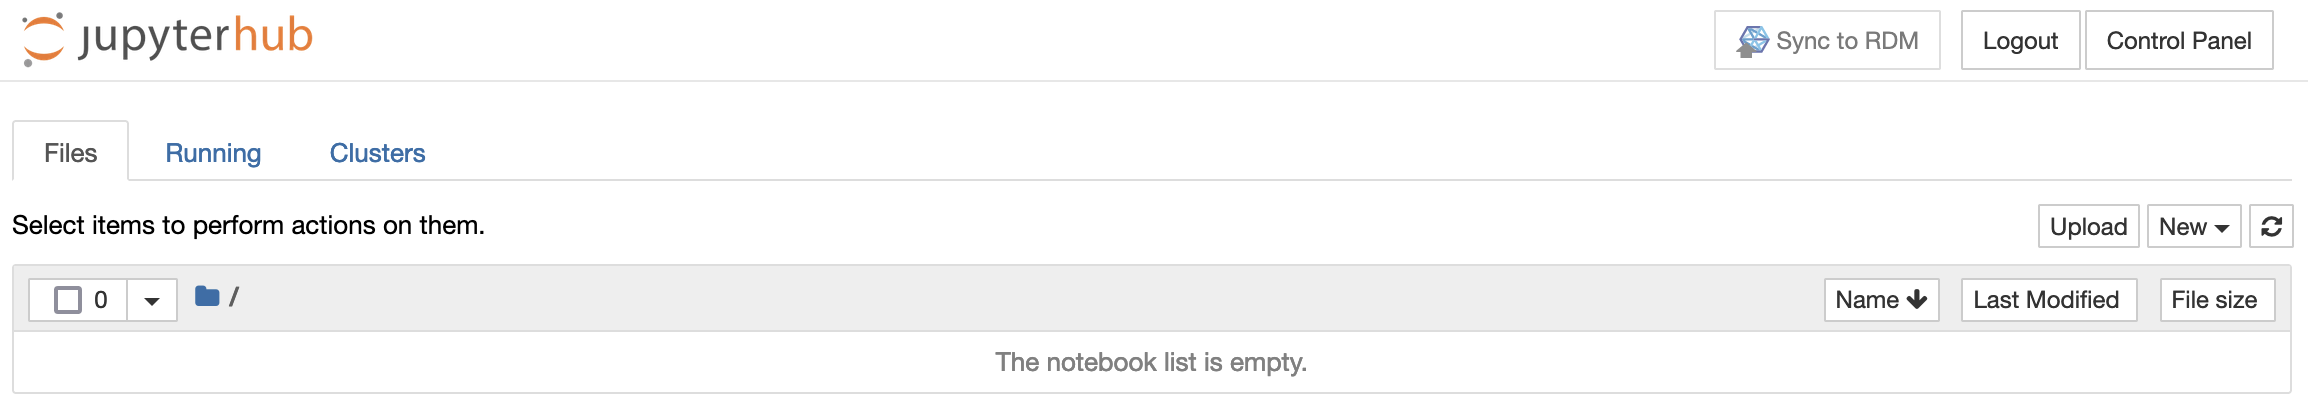 jupyterhub Sync to RDM Logout Control Panel
Files Running Clusters
Select items to perform actions on them. Upload New
0 / Name Last Modified File size
The notebook list is empty.